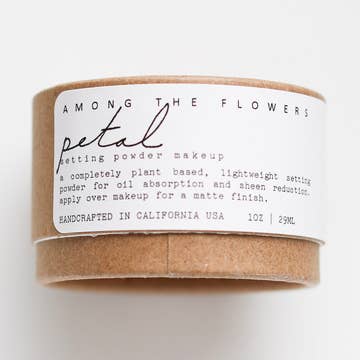 AMONG THE FLOWERS
petal
setting powder makeup
a completely plant based, lightweight setting
powder for oil absorption and sheen reduction.
apply over makeup for a matte finish.
HANDCRAFTED IN CALIFORNIA USA 1OZ | 29ML